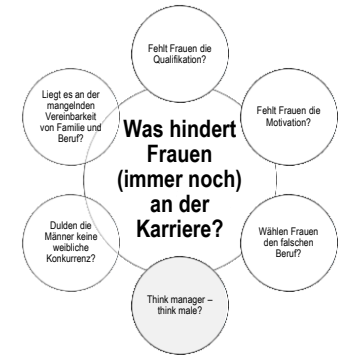 Fehlt Frauen die
Qualifikation?
Liegt es an der
mangelnden
Vereinbarkeit
von Familie und
Beruf?
Fehlt Frauen die
Motivation?
Was hindert
Frauen
(immer noch)
an der
Karriere?
Dulden die
Männer keine
weibliche
Konkurrenz?
Wählen Frauen
den falschen
Beruf?
Think manager –
think male?